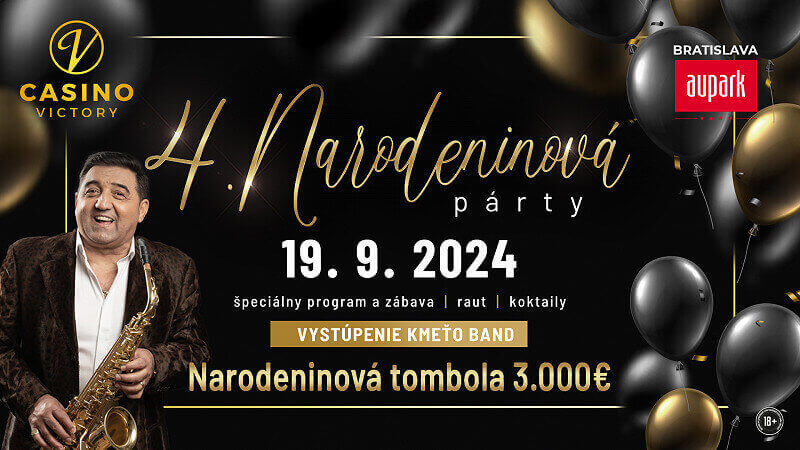 V
CASINO
VICTORY
BRATISLAVA
aupark
4. Narodeninová
párty
19. 9. 2024
špeciálny program a zábava | raut | koktaily
VYSTÚPENIE KMEŤO BAND
Narodeninová tombola 3.000€
18+